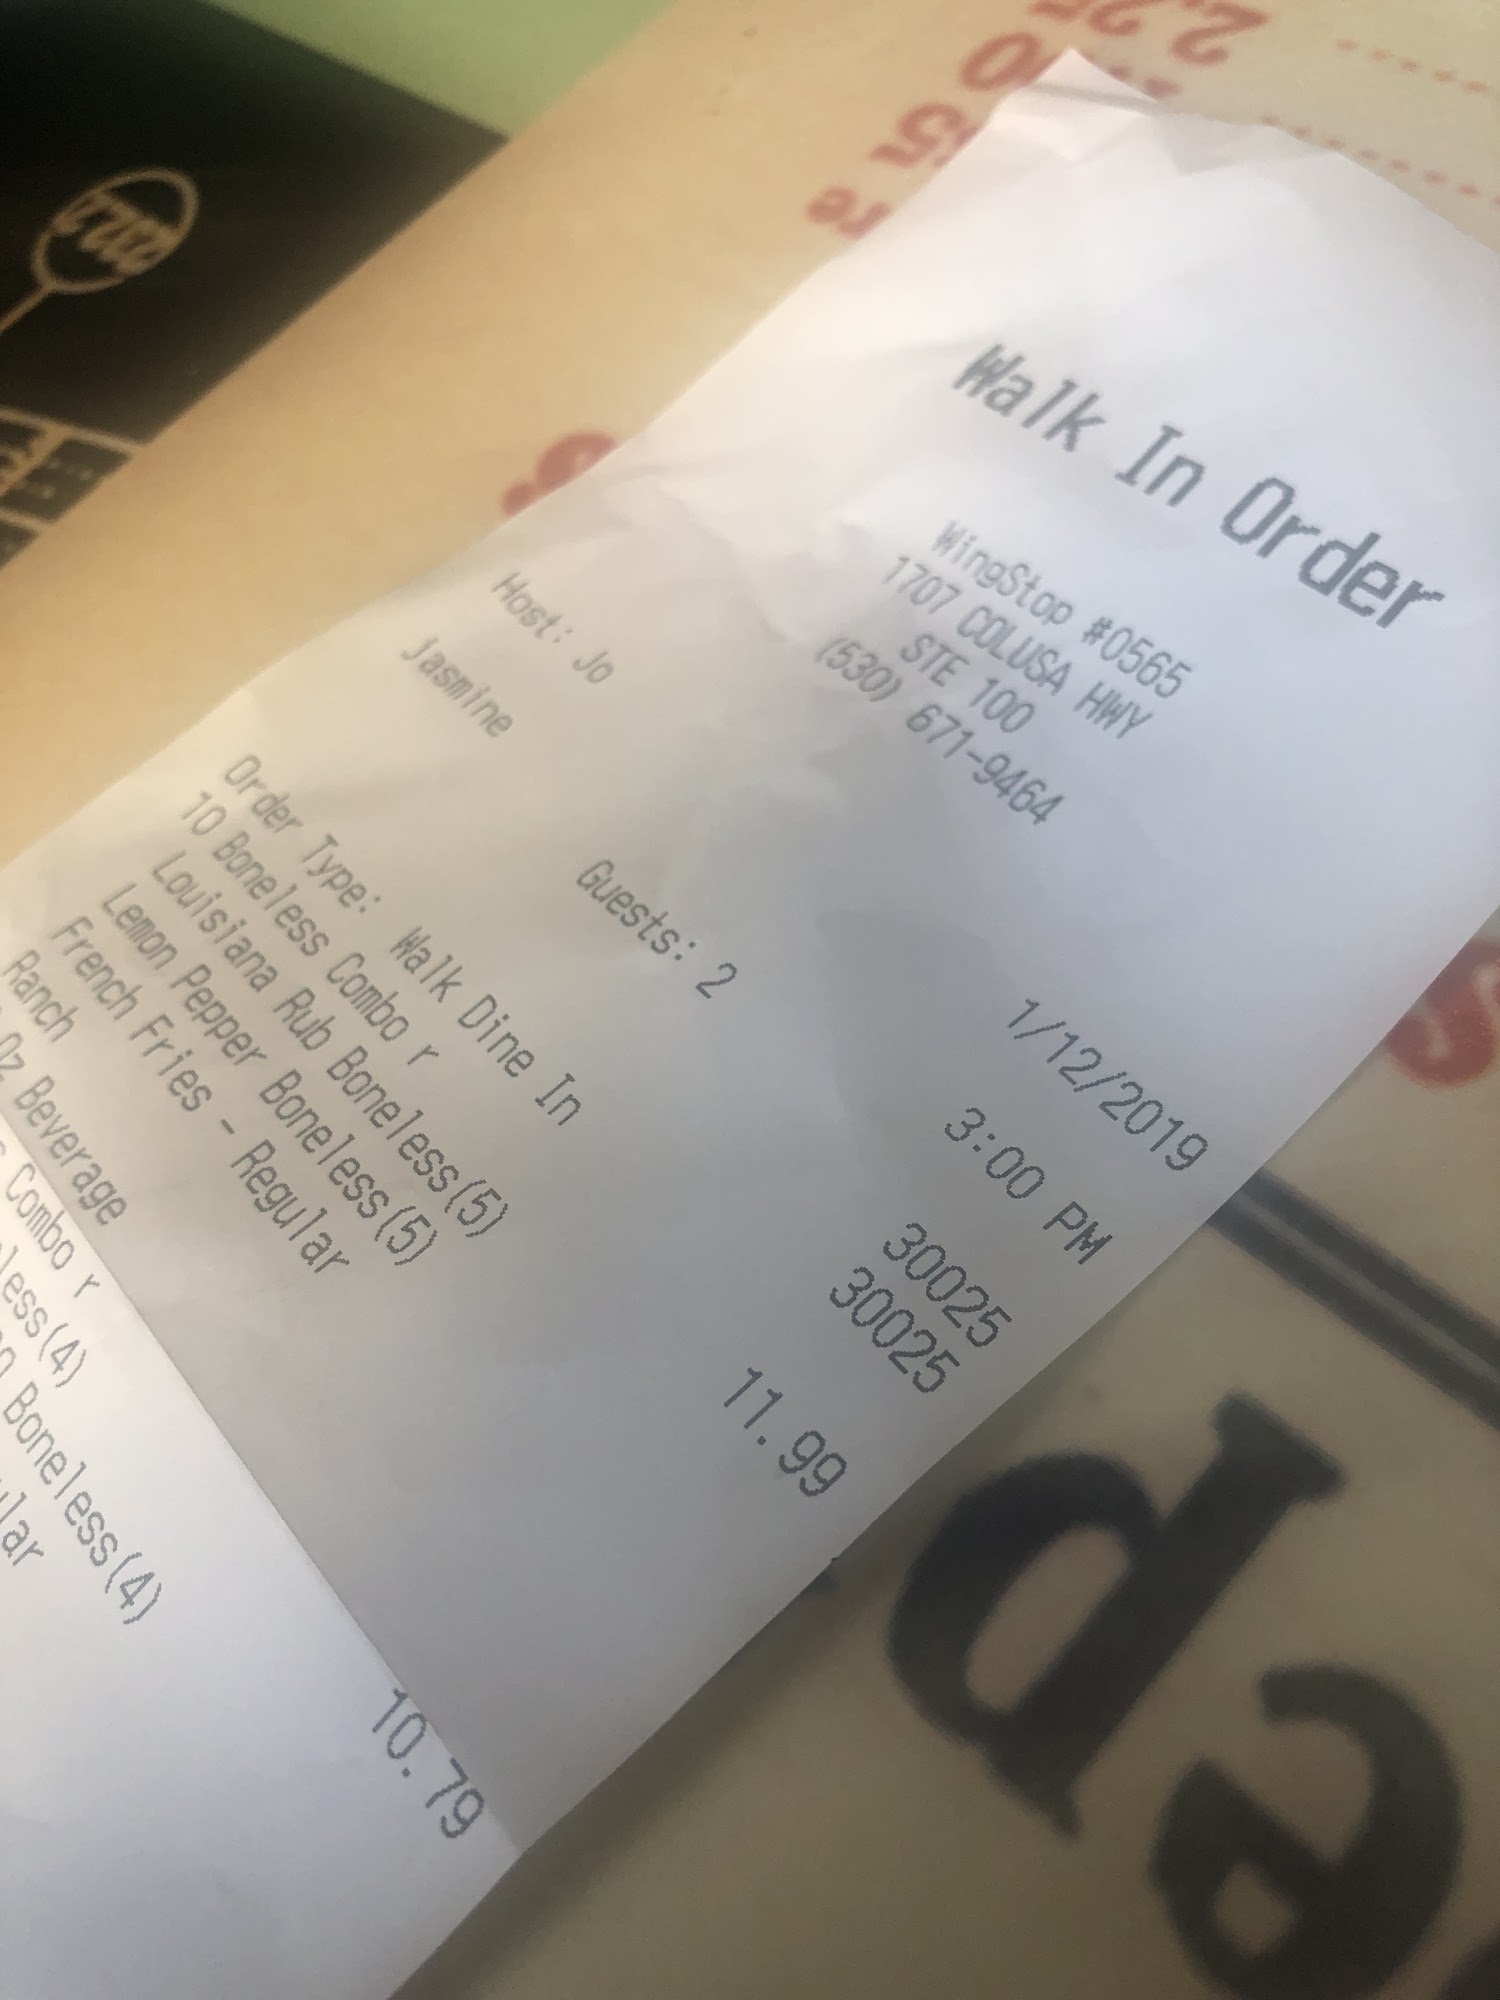 Walk In Order
WingStop #0565
1707 COLUSA HWY
STE 100
(530) 671-9464
1/12/2019
Host: Jo
Guests: 2
3:00 PM
Jasmine
30025
30025
Order Type: Walk Dine In
10 Boneless Combo r
11.99
Louisiana Rub Boneless(5)
Lemon Pepper Boneless(5)
French Fries - Regular
Ranch
Oz Beverage
Combo r
10.79
(4)
Boneless(4)
2.25